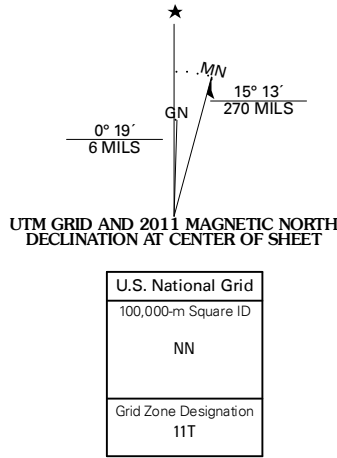 MN
GN
15° 13´
270 MILS
0° 19´
6 MILS
UTM GRID AND 2011 MAGNETIC NORTH
DECLINATION AT CENTER OF SHEET
U.S. National Grid
100,000-m Square ID
NN
Grid Zone Designation
11T